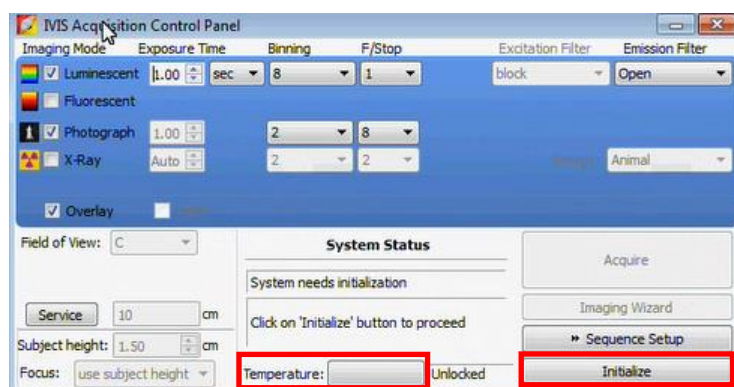 IVIS Acquisition Control Panel
Imaging Mode Exposure Time Binning F/Stop Excitation Filter Emission Filter
Luminescent 1.00 sec 8 1 block Open
Fluorescent
Photograph 1.00 2 8
X-Ray Auto 2 2 Animal
Overlay
Field of View: C System Status Acquire
System needs initialization
Service 10 cm Click on 'Initialize' button to proceed Imaging Wizard
Subject height: 1.50 cm Sequence Setup
Focus: use subject height Temperature: Unlocked Initialize